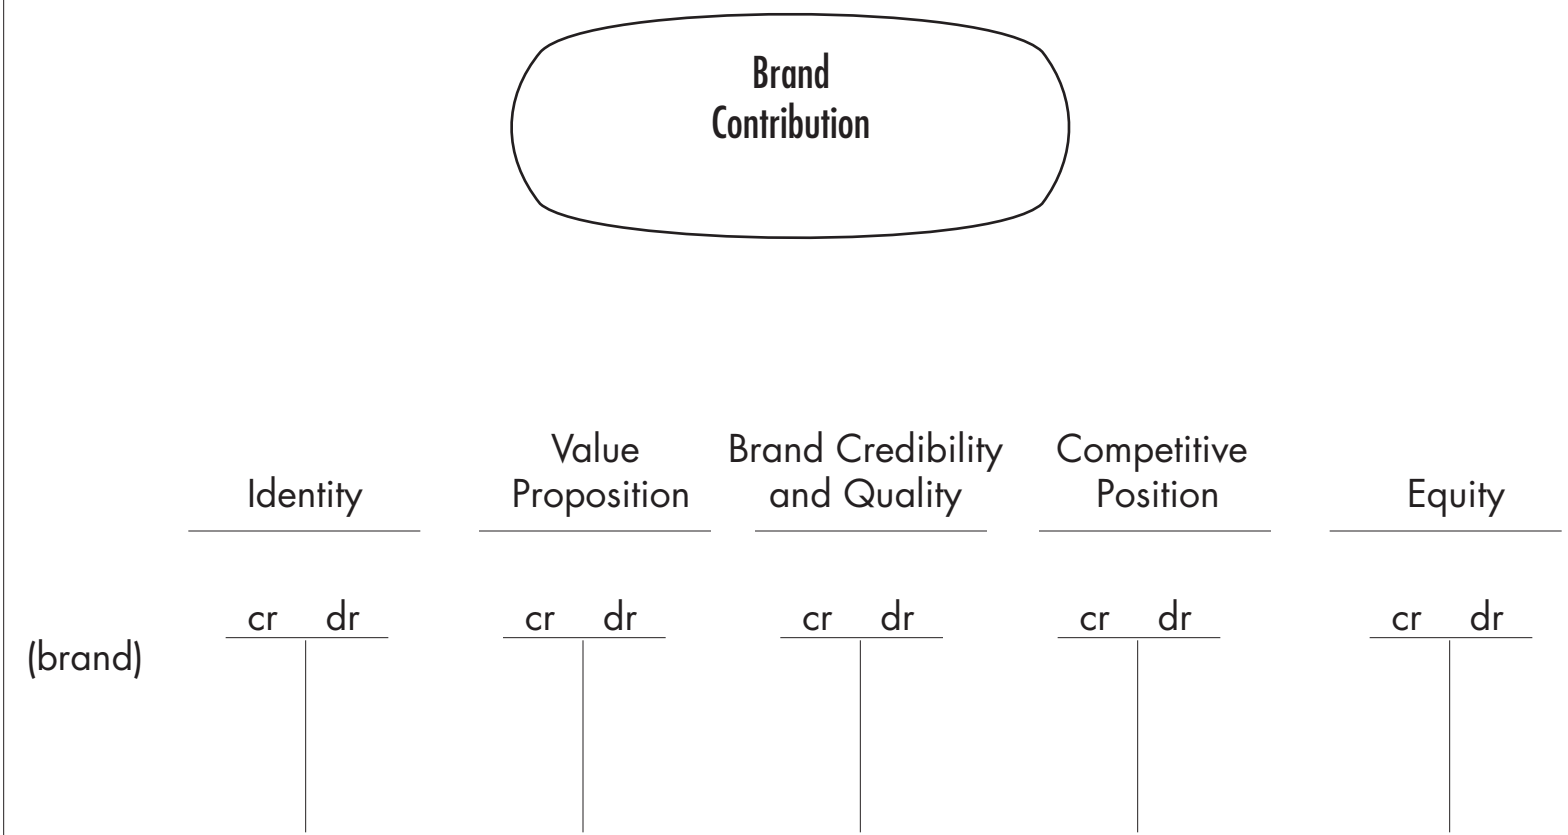 Brand
Contribution
Identity
Value
Proposition
Brand Credibility
and Quality
Competitive
Position
Equity
(brand)
cr dr
cr dr
cr dr
cr dr
cr dr